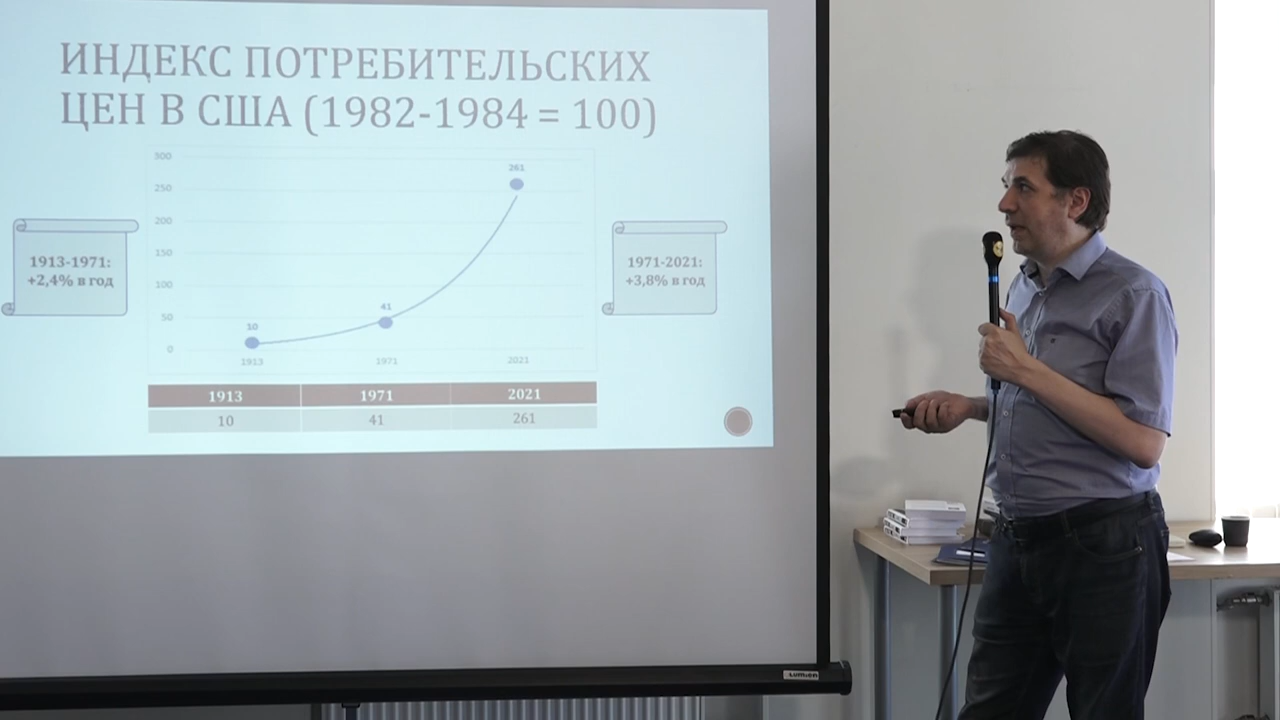 ИНДЕКС ПОТРЕБИТЕЛЬСКИХ
ЦЕН В США (1982-1984 = 100)
300
250
200
150
100
50
0
261
41
10
1913
1971
2021
1913-1971:
+2,4% в год
1971-2021:
+3,8% в год
1913 1971 2021
10 41 261
Lumien